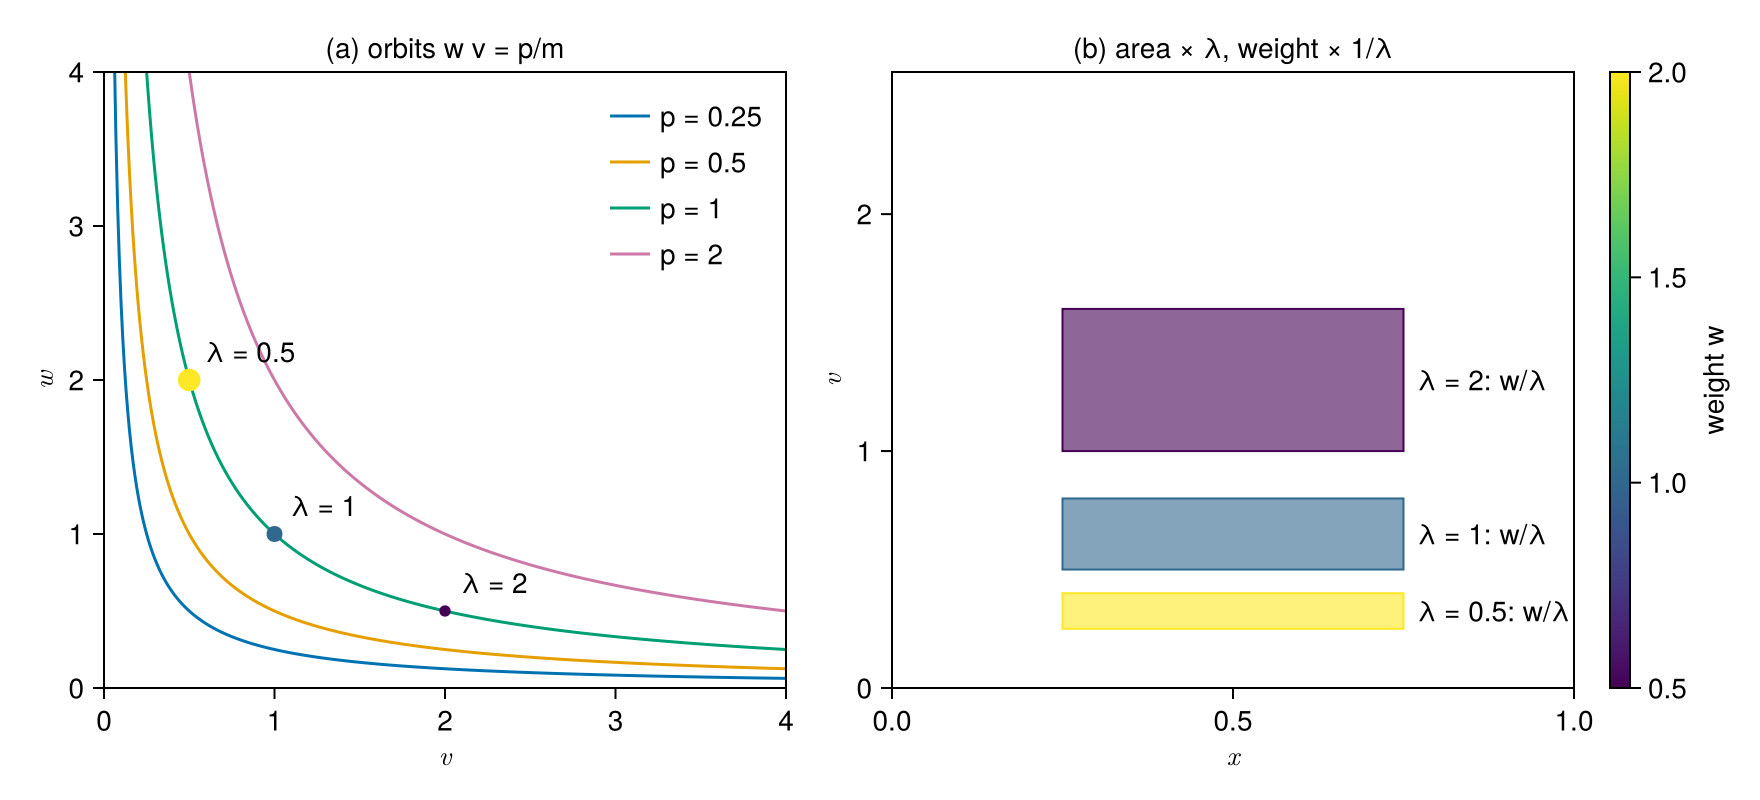 (a) orbits w v = p/m
4
3
2
1
0
w
0
1
2
3
4
v
p = 0.25
p = 0.5
p = 1
p = 2
λ = 0.5
λ = 1
λ = 2
(b) area × λ, weight × 1/λ
2
1
0
v
0.0
0.5
1.0
x
λ = 2: w/λ
λ = 1: w/λ
λ = 0.5: w/λ
2.0
1.5
1.0
0.5
weight w